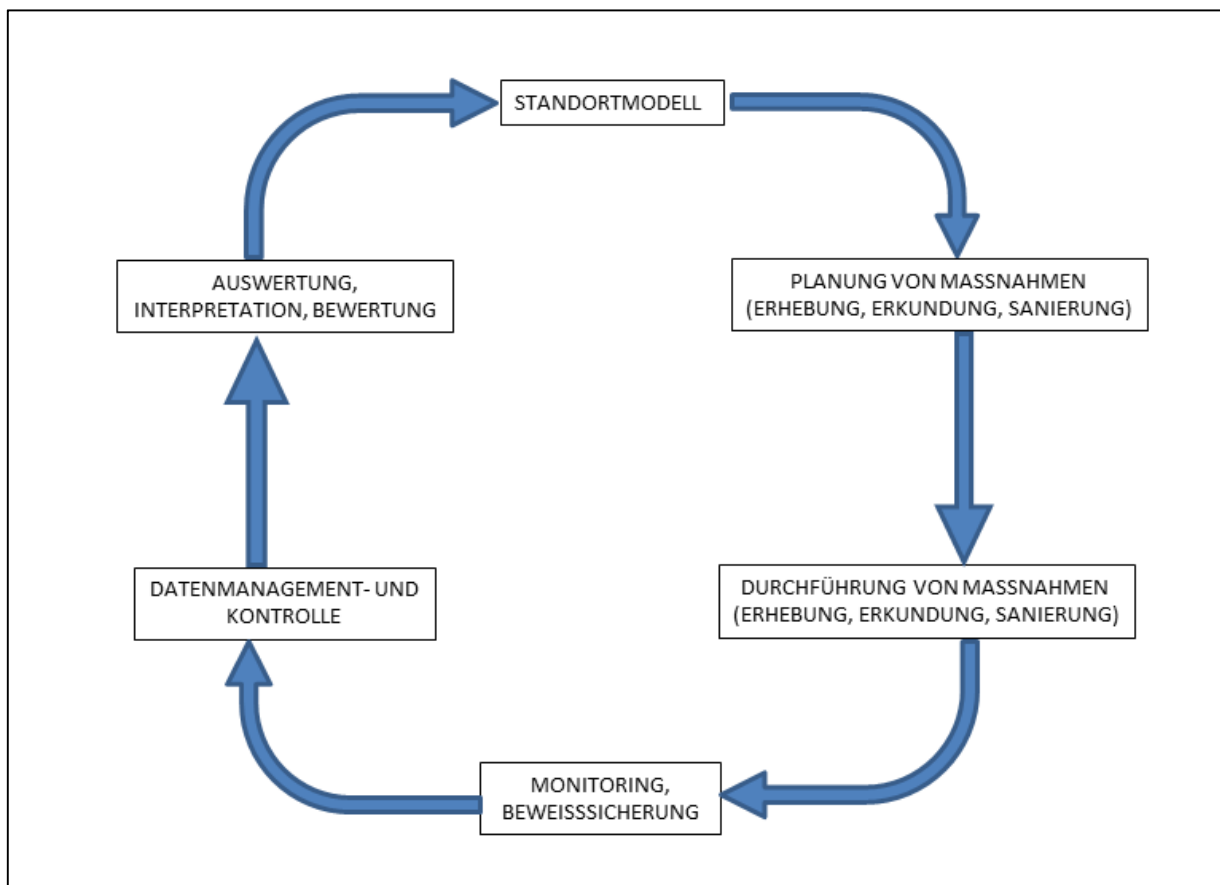 STANDORTMODELL
PLANUNG VON MASSNAHMEN
(ERHEBUNG, ERKUNDUNG, SANIERUNG)
DURCHFÜHRUNG VON MASSNAHMEN
(ERHEBUNG, ERKUNDUNG, SANIERUNG)
MONITORING,
BEWEISSSICHERUNG
DATENMANAGEMENT- UND
KONTROLLE
AUSWERTUNG,
INTERPRETATION, BEWERTUNG